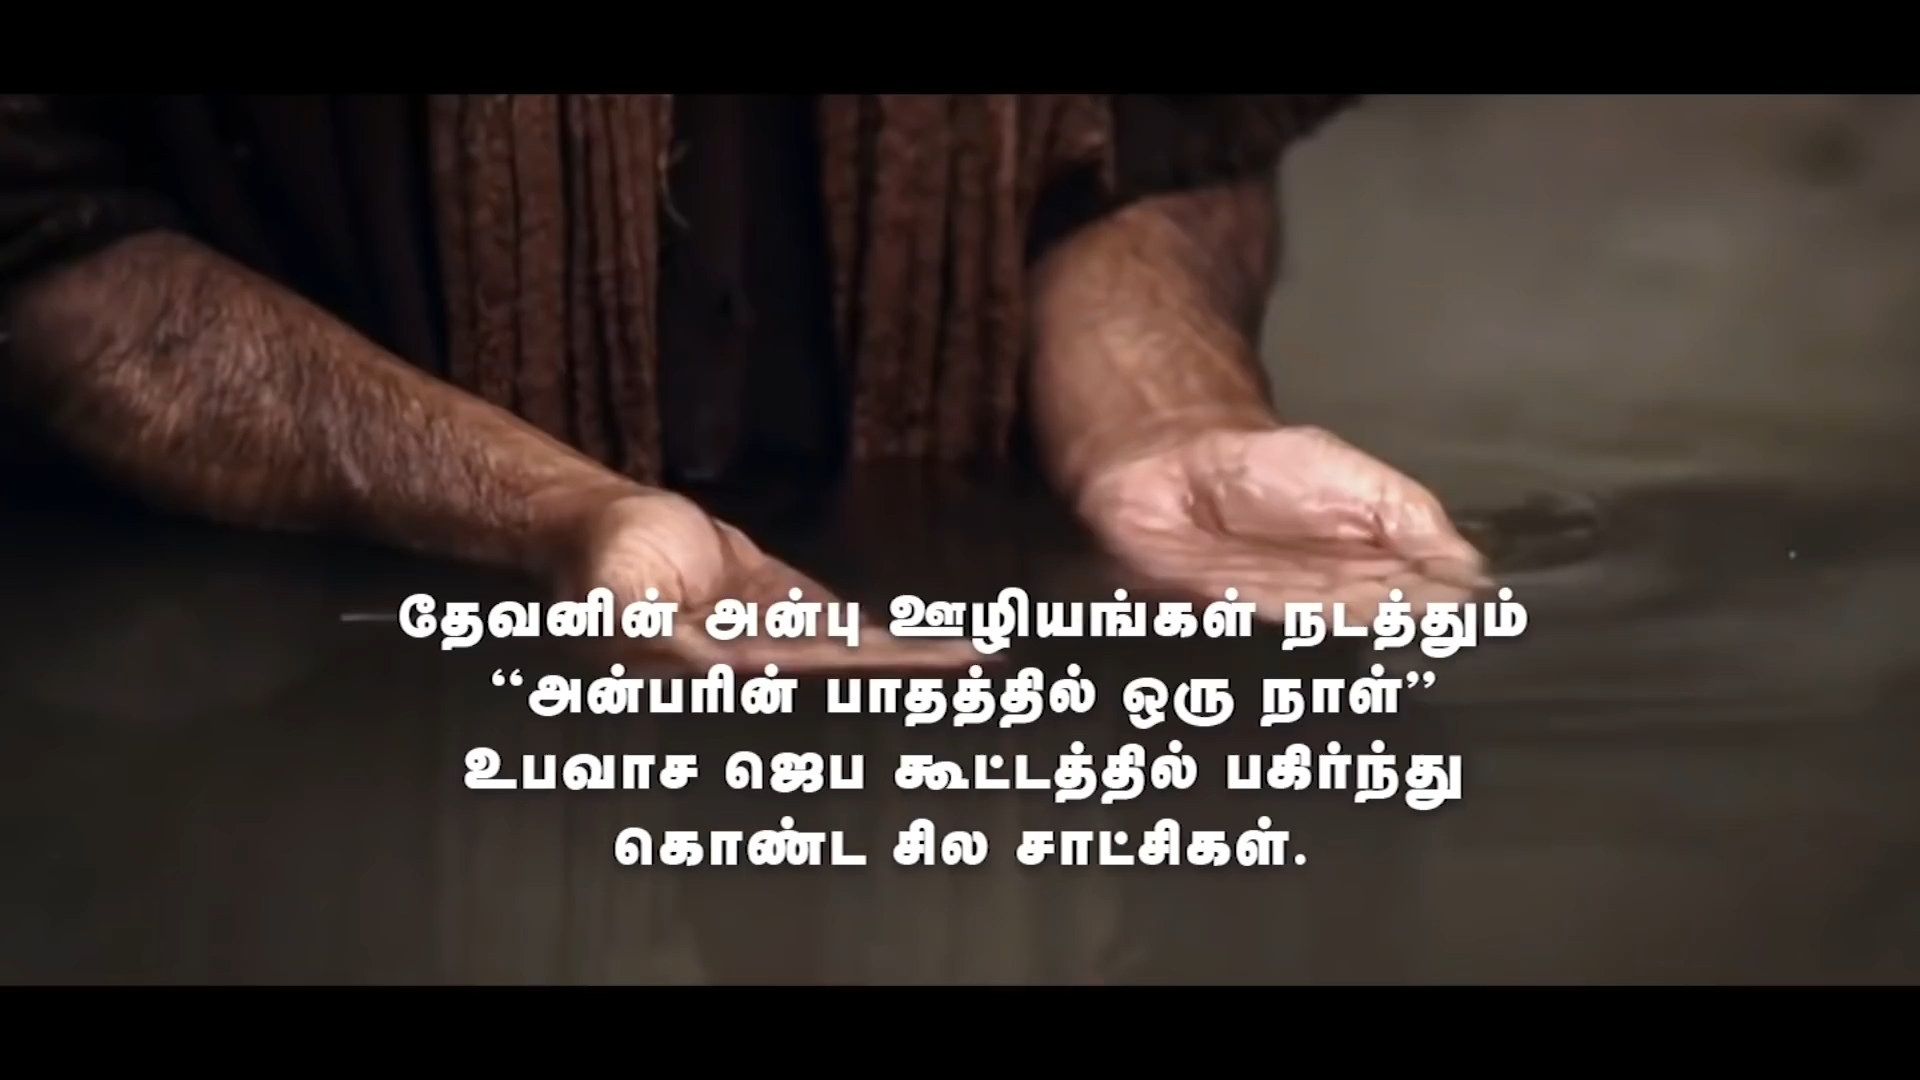 தேவனின் அன்பு ஊழியங்கள் நடத்தும்
“அன்பரின் பாதத்தில் ஒரு நாள்”
உபவாச ஜெப கூட்டத்தில் பகிர்ந்து
கொண்ட சில சாட்சிகள்.